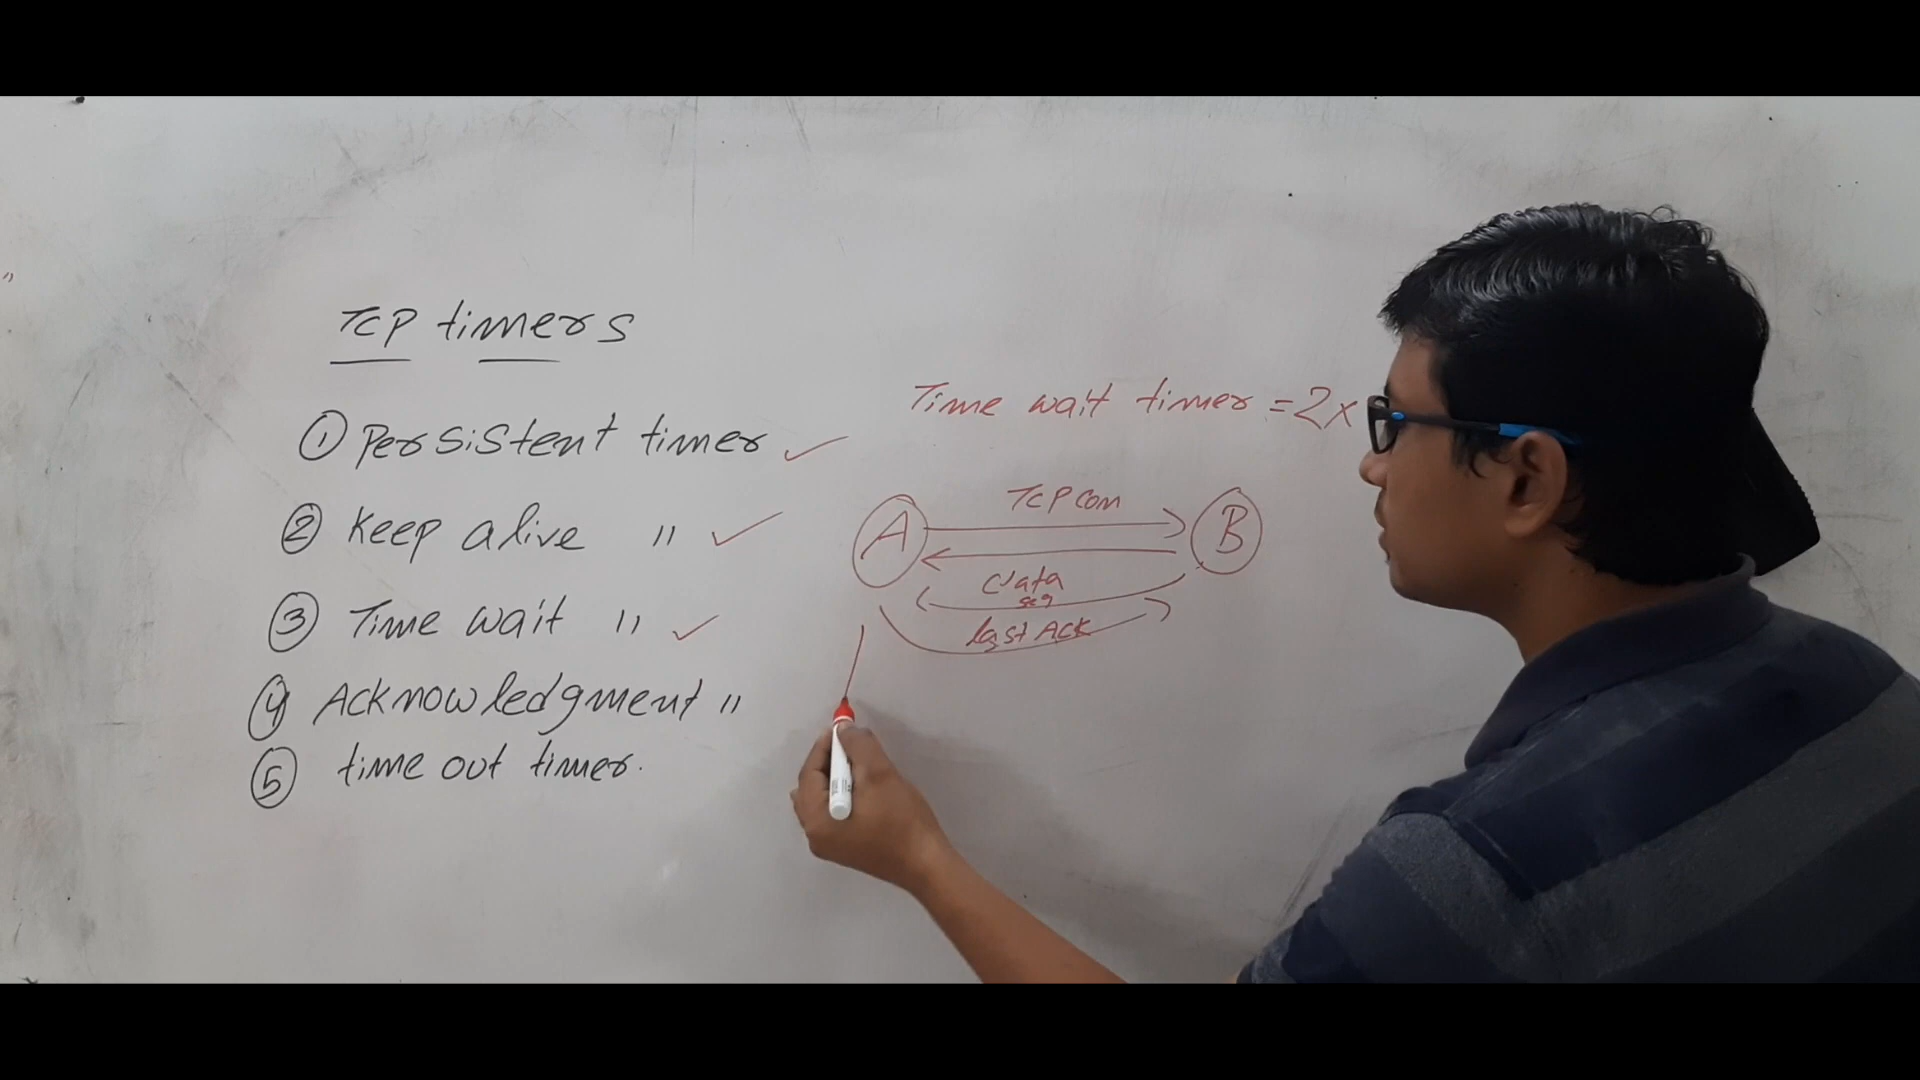 TCP timers
① Persistent timer ✓
② Keep alive " ✓
③ Time wait " ✓
④ Acknowledgment "
⑤ time out timer.
Time wait timer = 2x
A TCP con B
data
seg
last ACK